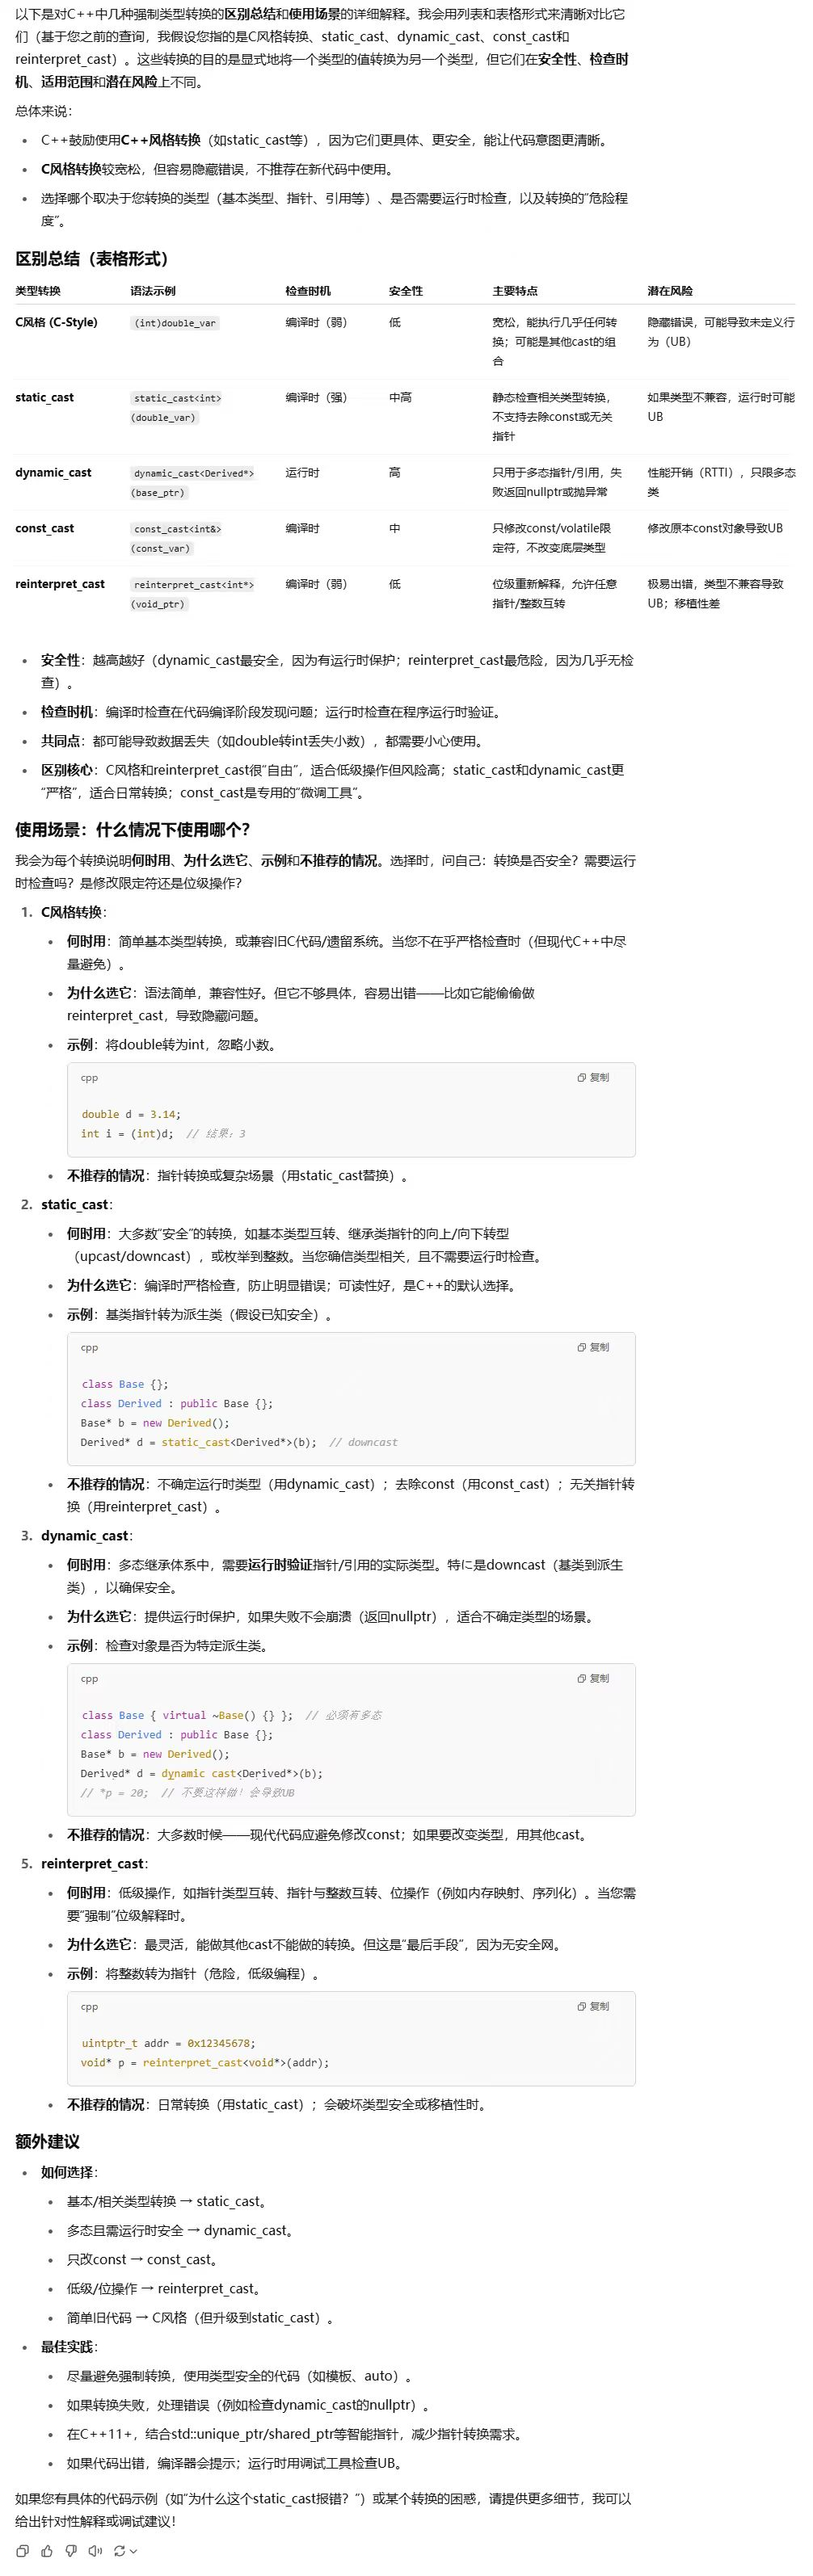 以下是对C++中几种强制类型转换的区别总结和使用场景的详细解释。我会用列表和表格形式来清晰对比它
们（基于您之前的查询，我假设您指的是C风格转换、static_cast、dynamic_cast、const_cast和
reinterpret_cast）。这些转换的目的是显式地将一个类型的值转换为另一个类型，但它们在安全性、检查时
机、适用范围和潜在风险上不同。
总体来说：
• C++鼓励使用C++风格转换（如static_cast等），因为它们更具体、更安全，能让代码意图更清晰。
• C风格转换较宽松，但容易隐藏错误，不推荐在新代码中使用。
• 选择哪个取决于您转换的类型（基本类型、指针、引用等）、是否需要运行时检查，以及转换的“危险程
度”。
区别总结（表格形式）
类型转换 语法示例 检查时机 安全性 主要特点 潜在风险
C风格 (C-Style) (int)double_var 编译时（弱） 低 宽松，能执行几乎任何转 隐藏错误，可能导致未定义行
换；可能是其他cast的组 为（UB）
合
static_cast static_cast<int> 编译时（强） 中高 静态检查相关类型转换， 如果类型不兼容，运行时可能
(double_var) 不支持去除const或无关 UB
指针
dynamic_cast dynamic_cast<Derived*> 运行时 高 只用于多态指针/引用，失 性能开销（RTTI），只限多态
(base_ptr) 败返回nullptr或抛异常 类
const_cast const_cast<int&> 编译时 中 只修改const/volatile限 修改原本const对象导致UB
(const_var) 定符，不改变底层类型
reinterpret_cast reinterpret_cast<int*> 编译时（弱） 低 位级重新解释，允许任意 极易出错，类型不兼容导致
(void_ptr) 指针/整数互转 UB；移植性差
• 安全性：越高越好（dynamic_cast最安全，因为有运行时保护；reinterpret_cast最危险，因为几乎无检
查）。
• 检查时机：编译时检查在代码编译阶段发现问题；运行时检查在程序运行时验证。
• 共同点：都可能导致数据丢失（如double转int丢失小数），都需要小心使用。
• 区别核心：C风格和reinterpret_cast很“自由”，适合低级操作但风险高；static_cast和dynamic_cast更
“严格”，适合日常转换；const_cast是专用的“微调工具”。
使用场景：什么情况下使用哪个？
我会为每个转换说明何时用、为什么选它、示例和不推荐的情况。选择时，问自己：转换是否安全？需要运行
时检查吗？是修改限定符还是位级操作？
1. C风格转换：
• 何时用：简单基本类型转换，或兼容旧C代码/遗留系统。当您不在乎严格检查时（但现代C++中尽
量避免）。
• 为什么选它：语法简单，兼容性好。但它不够具体，容易出错——比如它能偷偷做
reinterpret_cast，导致隐藏问题。
• 示例：将double转为int，忽略小数。
cpp 复制
double d = 3.14;
int i = (int)d; // 结果：3
• 不推荐的情况：指针转换或复杂场景（用static_cast替换）。
2. static_cast：
• 何时用：大多数“安全”的转换，如基本类型互转、继承类指针的向上/向下转型
（upcast/downcast），或枚举到整数。当您确信类型相关，且不需要运行时检查。
• 为什么选它：编译时严格检查，防止明显错误；可读性好，是C++的默认选择。
• 示例：基类指针转为派生类（假设已知安全）。
cpp 复制
class Base {};
class Derived : public Base {};
Base* b = new Derived();
Derived* d = static_cast<Derived*>(b); // downcast
• 不推荐的情况：不确定运行时类型（用dynamic_cast）；去除const（用const_cast）；无关指针转
换（用reinterpret_cast）。
3. dynamic_cast：
• 何时用：多态继承体系中，需要运行时验证指针/引用的实际类型。特に是downcast（基类到派生
类），以确保安全。
• 为什么选它：提供运行时保护，如果失败不会崩溃（返回nullptr），适合不确定类型的场景。
• 示例：检查对象是否为特定派生类。
cpp 复制
class Base { virtual ~Base() {} }; // 必须有多态
class Derived : public Base {};
Base* b = new Derived();
Derived* d = dynamic_cast<Derived*>(b);
// *p = 20; // 不要这样做！会导致UB
• 不推荐的情况：大多数时候——现代代码应避免修改const；如果要改变类型，用其他cast。
5. reinterpret_cast：
• 何时用：低级操作，如指针类型互转、指针与整数互转、位操作（例如内存映射、序列化）。当您需
要“强制”位级解释时。
• 为什么选它：最灵活，能做其他cast不能做的转换。但这是“最后手段”，因为无安全网。
• 示例：将整数转为指针（危险，低级编程）。
cpp 复制
uintptr_t addr = 0x12345678;
void* p = reinterpret_cast<void*>(addr);
• 不推荐的情况：日常转换（用static_cast）；会破坏类型安全或移植性时。
额外建议
• 如何选择：
• 基本/相关类型转换 → static_cast。
• 多态且需运行时安全 → dynamic_cast。
• 只改const → const_cast。
• 低级/位操作 → reinterpret_cast。
• 简单旧代码 → C风格（但升级到static_cast）。
• 最佳实践：
• 尽量避免强制转换，使用类型安全的代码（如模板、auto）。
• 如果转换失败，处理错误（例如检查dynamic_cast的nullptr）。
• 在C++11+，结合std::unique_ptr/shared_ptr等智能指针，减少指针转换需求。
• 如果代码出错，编译器会提示；运行时用调试工具检查UB。
如果您有具体的代码示例（如“为什么这个static_cast报错？”）或某个转换的困惑，请提供更多细节，我可以
给出针对性解释或调试建议！